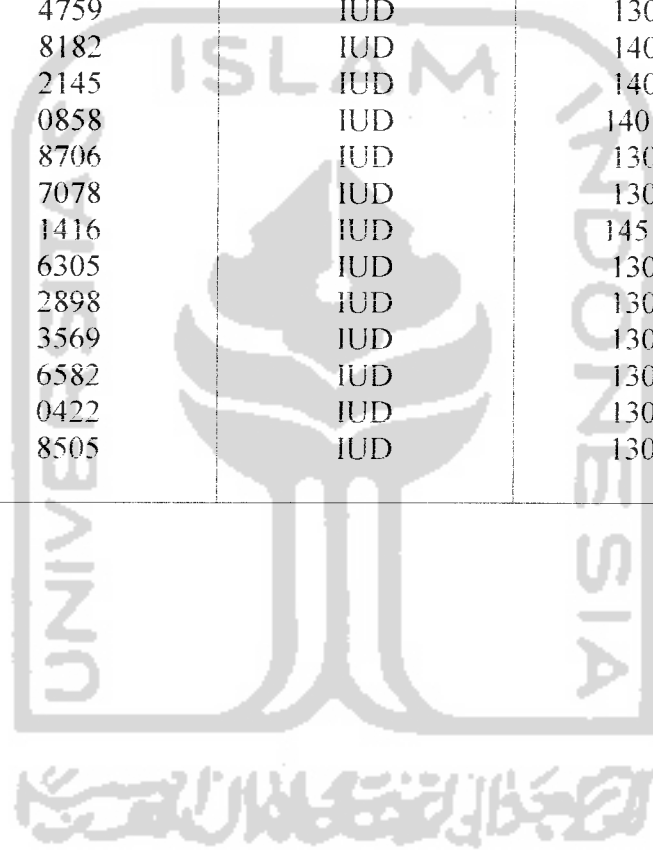 4759 IUD 130
8182 IUD 140
2145 IUD 140
0858 IUD 140
8706 IUD 130
7078 IUD 130
1416 IUD 145
6305 IUD 130
2898 IUD 130
3569 IUD 130
6582 IUD 130
0422 IUD 130
8505 IUD 130
UNIVERSITAS
ISLAM
INDONESIA